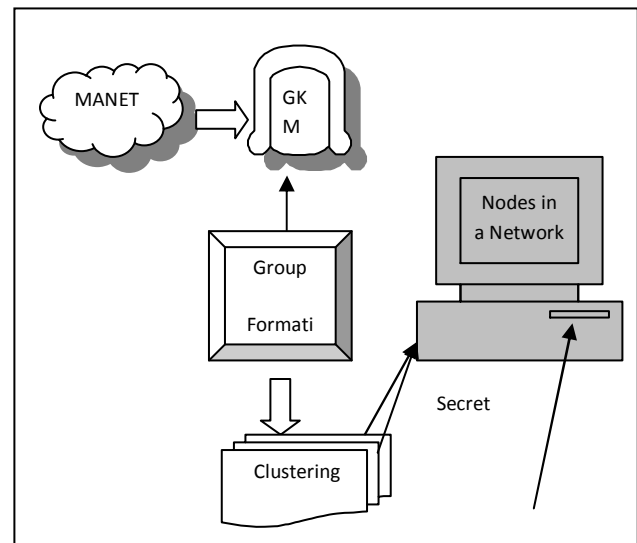 MANET
GK
M
Nodes in
a Network
Group
Formati
Secret
Clustering